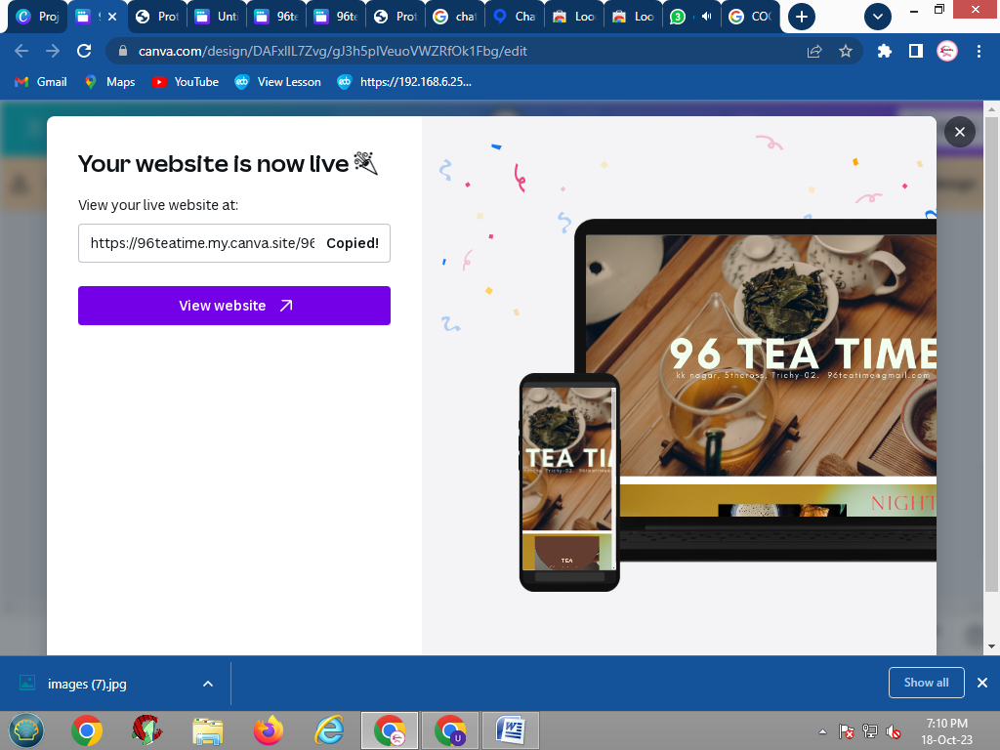 Proj
9
Prot
Unti
96te
96te
Prot
chat
Cha
Loo
Loo
3
COO
canva.com/design/DAFxlIL7Zvg/gJ3h5pIVeuoVWZRfOk1Fbg/edit
Gmail
Maps
YouTube
View Lesson
https://192.168.6.25...
Your website is now live
View your live website at:
https://96teatime.my.canva.site/96
Copied!
View website
96 TEA TIME
kk nagar, 5thcross, Trichy-02. 96teatime@gmail.com
NIGHT
TEA TI
TEA
images (7).jpg
Show all
7:10 PM
18-Oct-23